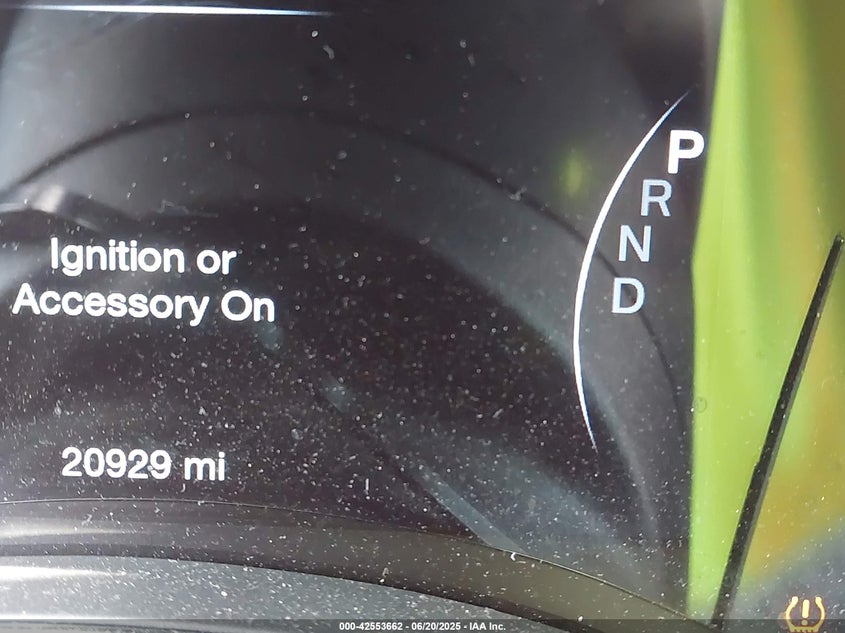 P
R
N
D
Ignition or
Accessory On
20929 mi
000-42553662 - 06/20/2025 - IAA Inc.